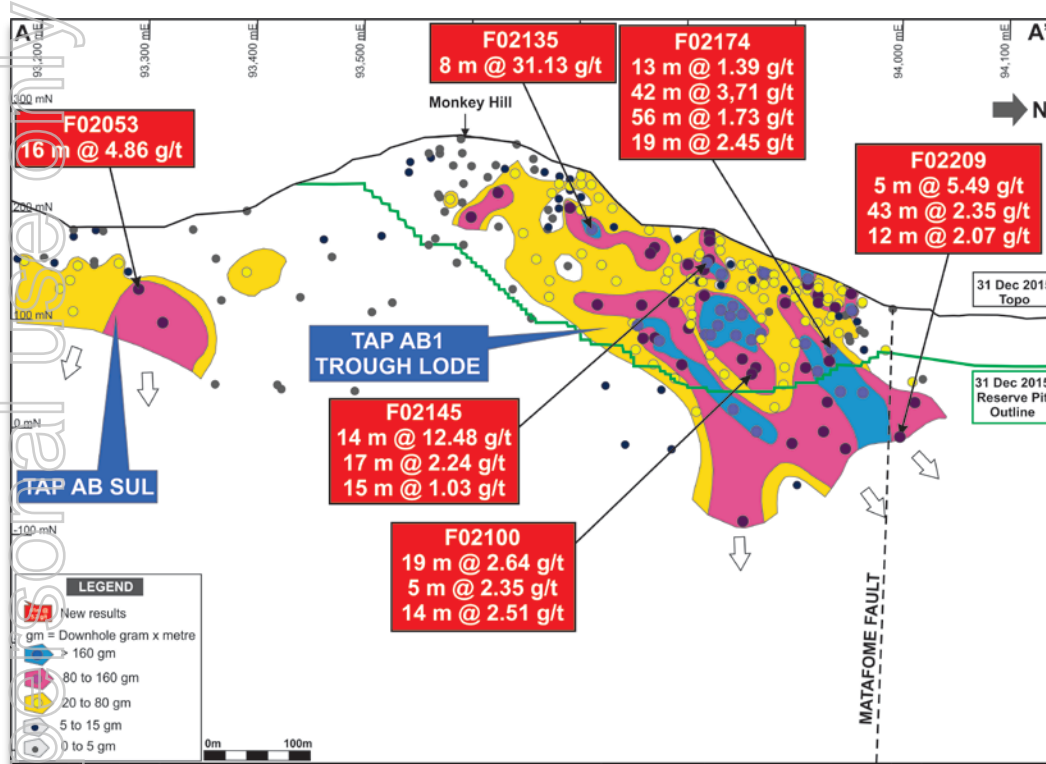 A
A'
93,200 mE
93,300 mE
93,400 mE
93,500 mE
94,000 mE
94,100 mE
300 mN
200 mN
100 mN
0 mN
-100 mN
N
F02053
16 m @ 4.86 g/t
Monkey Hill
F02135
8 m @ 31.13 g/t
F02174
13 m @ 1.39 g/t
42 m @ 3,71 g/t
56 m @ 1.73 g/t
19 m @ 2.45 g/t
F02209
5 m @ 5.49 g/t
43 m @ 2.35 g/t
12 m @ 2.07 g/t
31 Dec 2015
Topo
31 Dec 2015
Reserve Pit
Outline
TAP AB1
TROUGH LODE
TAP AB SUL
F02145
14 m @ 12.48 g/t
17 m @ 2.24 g/t
15 m @ 1.03 g/t
F02100
19 m @ 2.64 g/t
5 m @ 2.35 g/t
14 m @ 2.51 g/t
MATAFOME FAULT
LEGEND
New results
gm = Downhole gram x metre
> 160 gm
80 to 160 gm
20 to 80 gm
5 to 15 gm
0 to 5 gm
0m
100m
personal use only